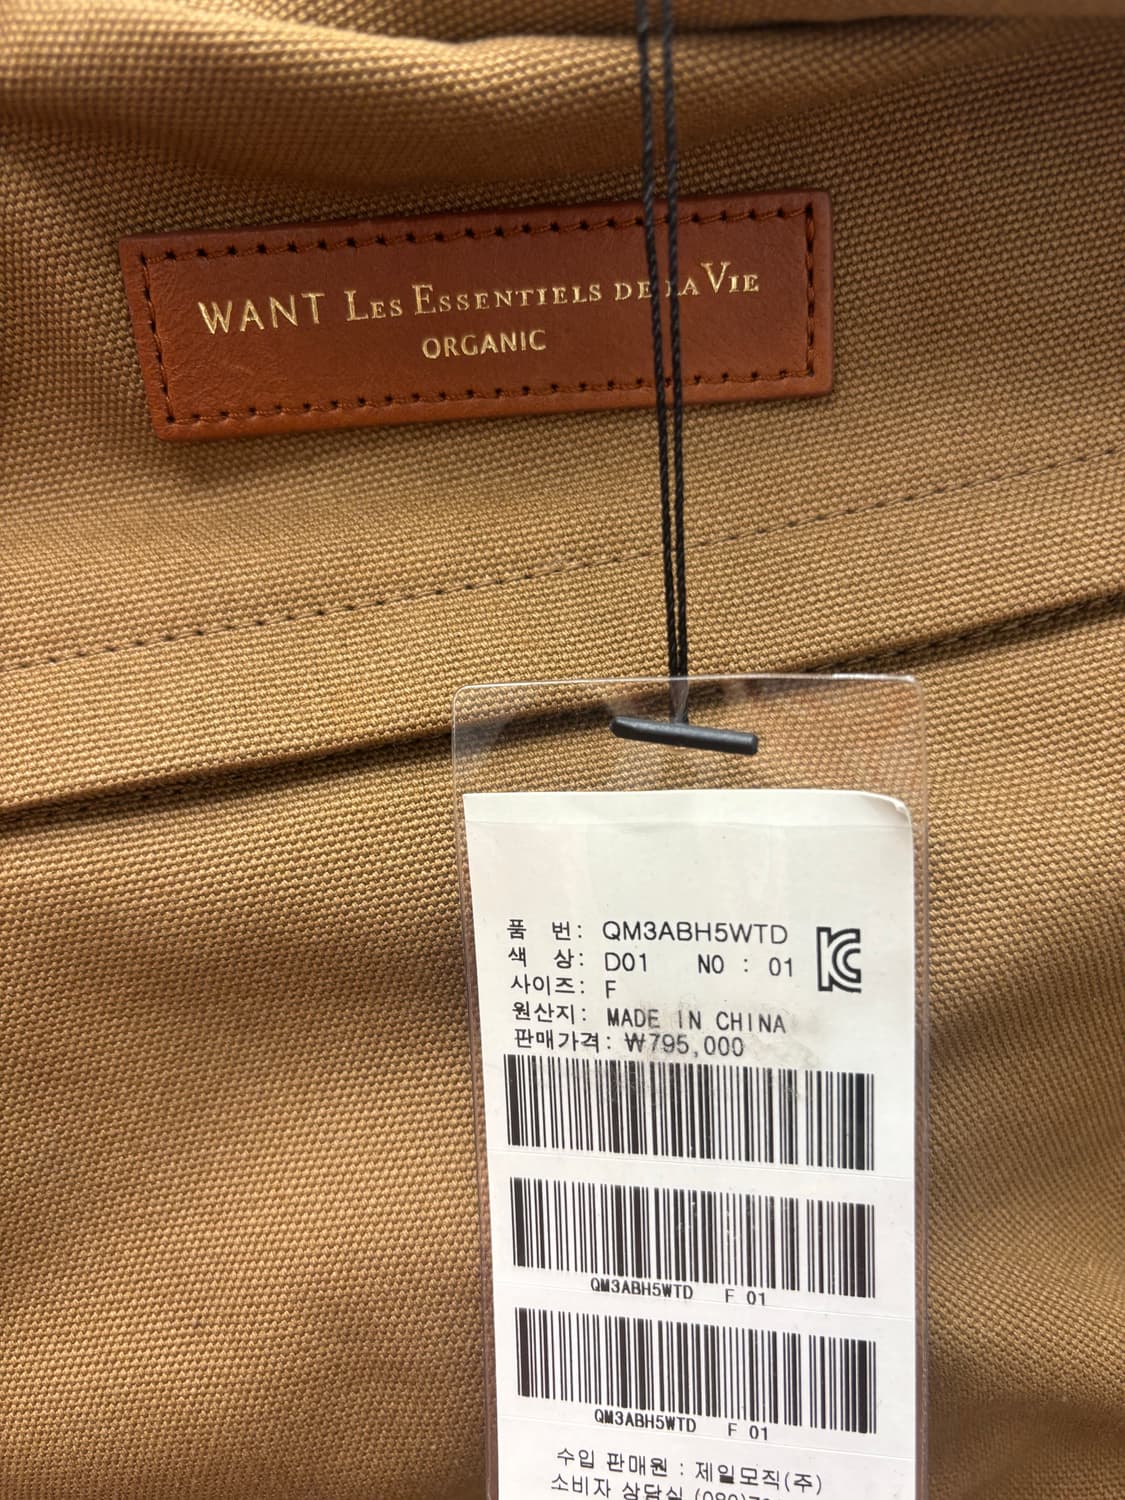 WANT LES ESSENTIELS DE LA VIE
ORGANIC
품 번: QM3ABH5WTD
색 상: D01 NO : 01
사이즈: F
원산지: MADE IN CHINA
판매가격: ₩795,000
QM3ABH5WTD F 01
QM3ABH5WTD F 01
수입 판매원 : 제일모직(주)
소비자 상담실